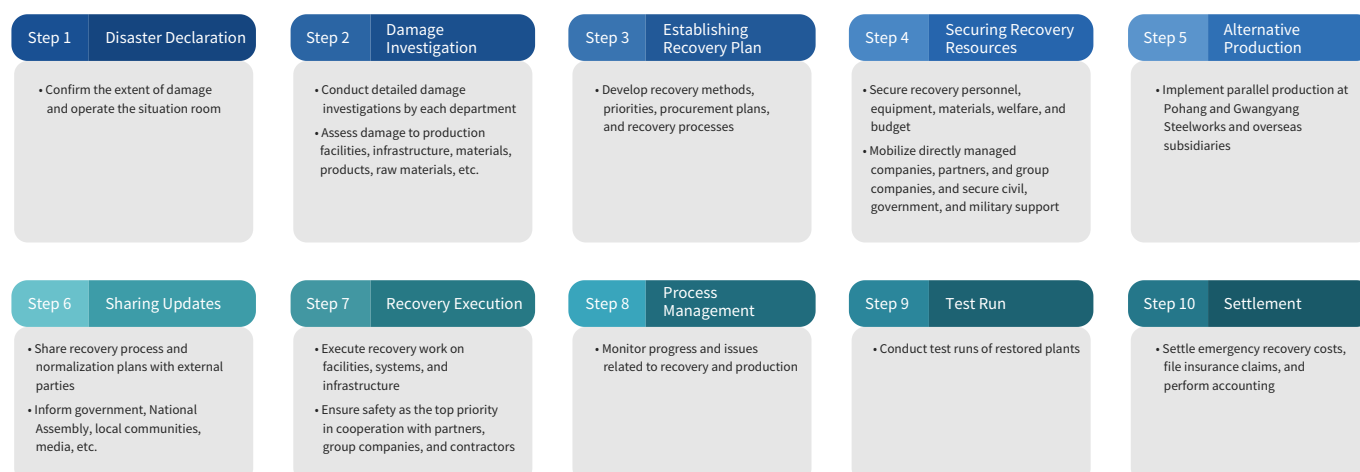 Step 1 Disaster Declaration
• Confirm the extent of damage
and operate the situation room
Step 2 Damage
Investigation
• Conduct detailed damage
investigations by each department
• Assess damage to production
facilities, infrastructure, materials,
products, raw materials, etc.
Step 3 Establishing
Recovery Plan
• Develop recovery methods,
priorities, procurement plans,
and recovery processes
Step 4 Securing Recovery
Resources
• Secure recovery personnel,
equipment, materials, welfare, and
budget
• Mobilize directly managed
companies, partners, and group
companies, and secure civil,
government, and military support
Step 5 Alternative
Production
• Implement parallel production at
Pohang and Gwangyang
Steelworks and overseas
subsidiaries
Step 6 Sharing Updates
• Share recovery process and
normalization plans with external
parties
• Inform government, National
Assembly, local communities,
media, etc.
Step 7 Recovery Execution
• Execute recovery work on
facilities, systems, and
infrastructure
• Ensure safety as the top priority
in cooperation with partners,
group companies, and contractors
Step 8 Process
Management
• Monitor progress and issues
related to recovery and production
Step 9 Test Run
• Conduct test runs of restored plants
Step 10 Settlement
• Settle emergency recovery costs,
file insurance claims, and
perform accounting